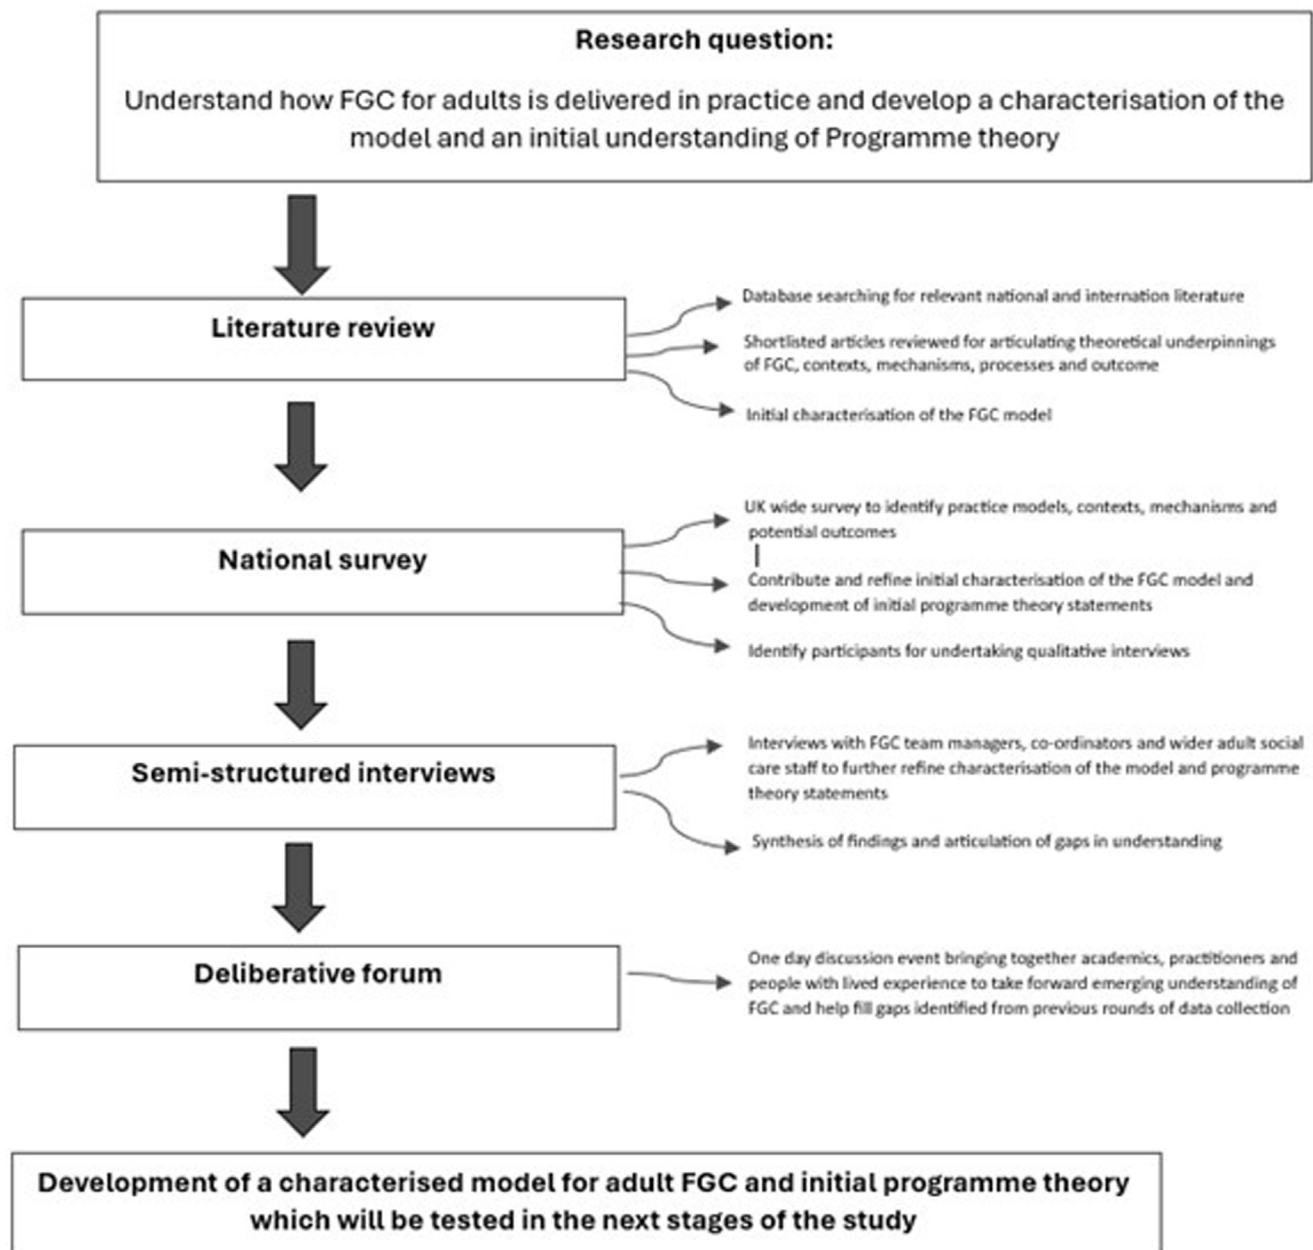 Research question:
Understand how FGC for adults is delivered in practice and develop a characterisation of the
model and an initial understanding of Programme theory
Literature review
Database searching for relevant national and internation literature
Shortlisted articles reviewed for articulating theoretical underpinnings
of FGC, contexts, mechanisms, processes and outcome
Initial characterisation of the FGC model
National survey
UK wide survey to identify practice models, contexts, mechanisms and
potential outcomes
Contribute and refine initial characterisation of the FGC model and
development of initial programme theory statements
Identify participants for undertaking qualitative interviews
Semi-structured interviews
Interviews with FGC team managers, co-ordinators and wider adult social
care staff to further refine characterisation of the model and programme
theory statements
Synthesis of findings and articulation of gaps in understanding
Deliberative forum
One day discussion event bringing together academics, practitioners and
people with lived experience to take forward emerging understanding of
FGC and help fill gaps identified from previous rounds of data collection
Development of a characterised model for adult FGC and initial programme theory
which will be tested in the next stages of the study